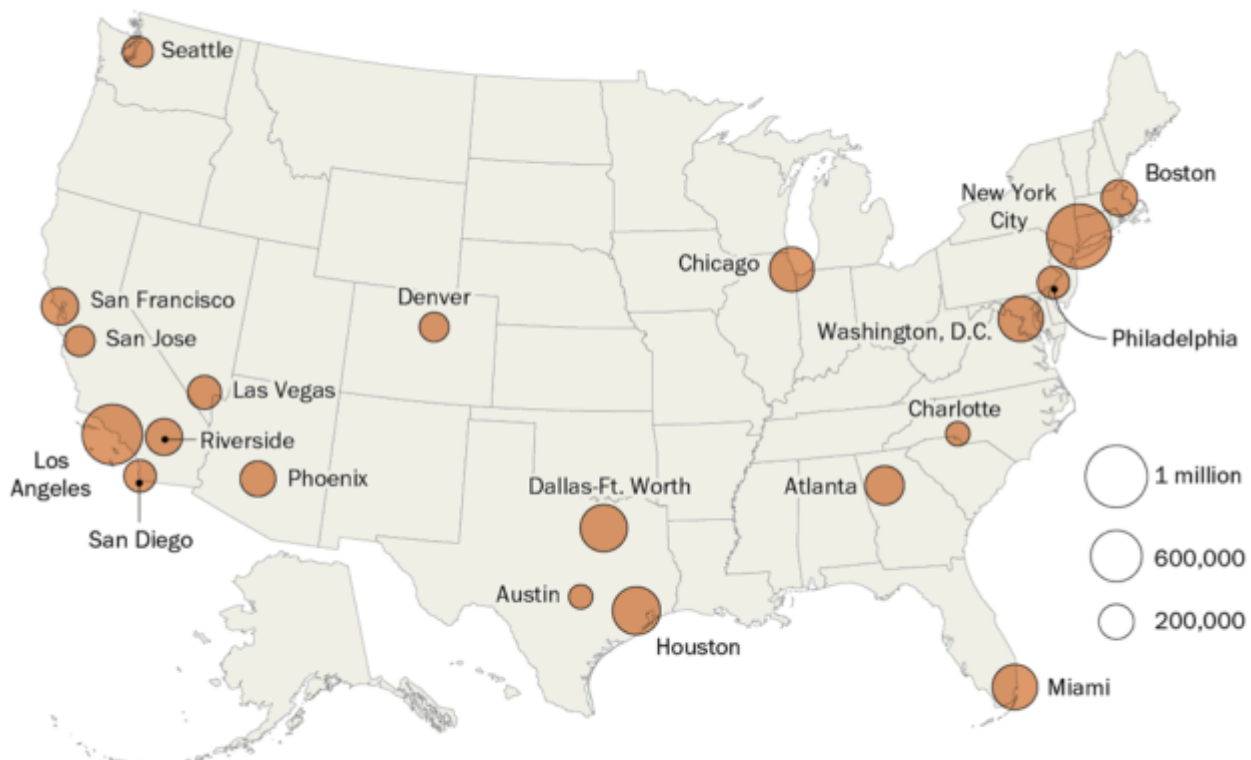 Seattle
Boston
New York
City
Chicago
San Francisco
Denver
San Jose
Washington, D.C.
Philadelphia
Las Vegas
Charlotte
Riverside
Los
Angeles
Phoenix
Dallas-Ft. Worth
Atlanta
1 million
San Diego
600,000
Austin
200,000
Houston
Miami